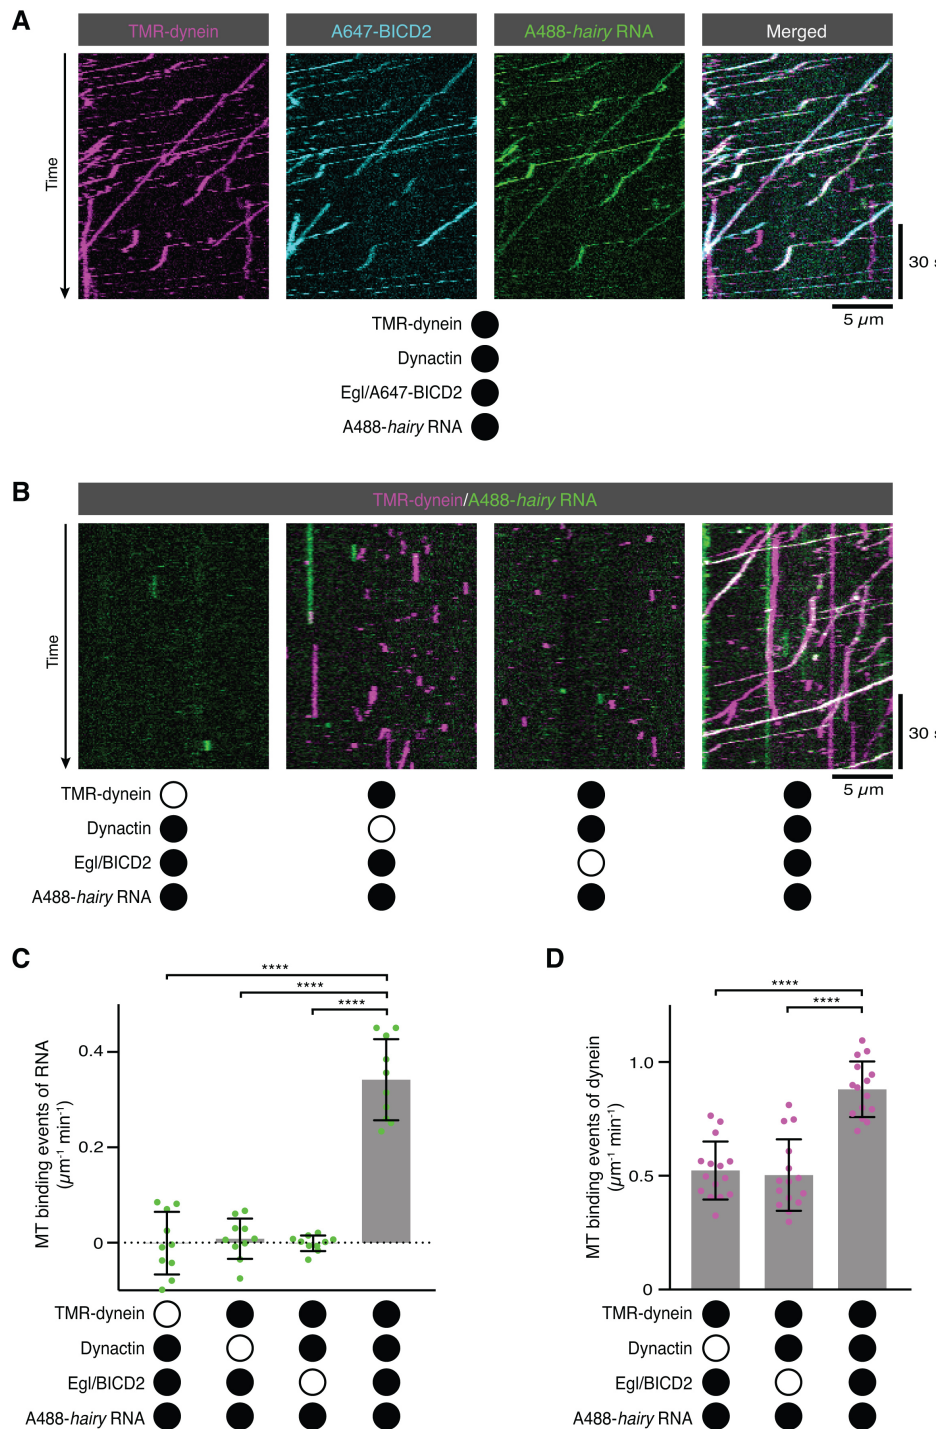 A
TMR-dynein A647-BICD2 A488-hairy RNA Merged
Time
30 s
5 µm
TMR-dynein
Dynactin
Egl/A647-BICD2
A488-hairy RNA
B
TMR-dynein/A488-hairy RNA
Time
30 s
5 µm
TMR-dynein
Dynactin
Egl/BICD2
A488-hairy RNA
C
****
****
****
MT binding events of RNA
(µm⁻¹ min⁻¹)
0.4
0.2
0
TMR-dynein
Dynactin
Egl/BICD2
A488-hairy RNA
D
****
****
MT binding events of dynein
(µm⁻¹ min⁻¹)
1.0
0.5
0
TMR-dynein
Dynactin
Egl/BICD2
A488-hairy RNA